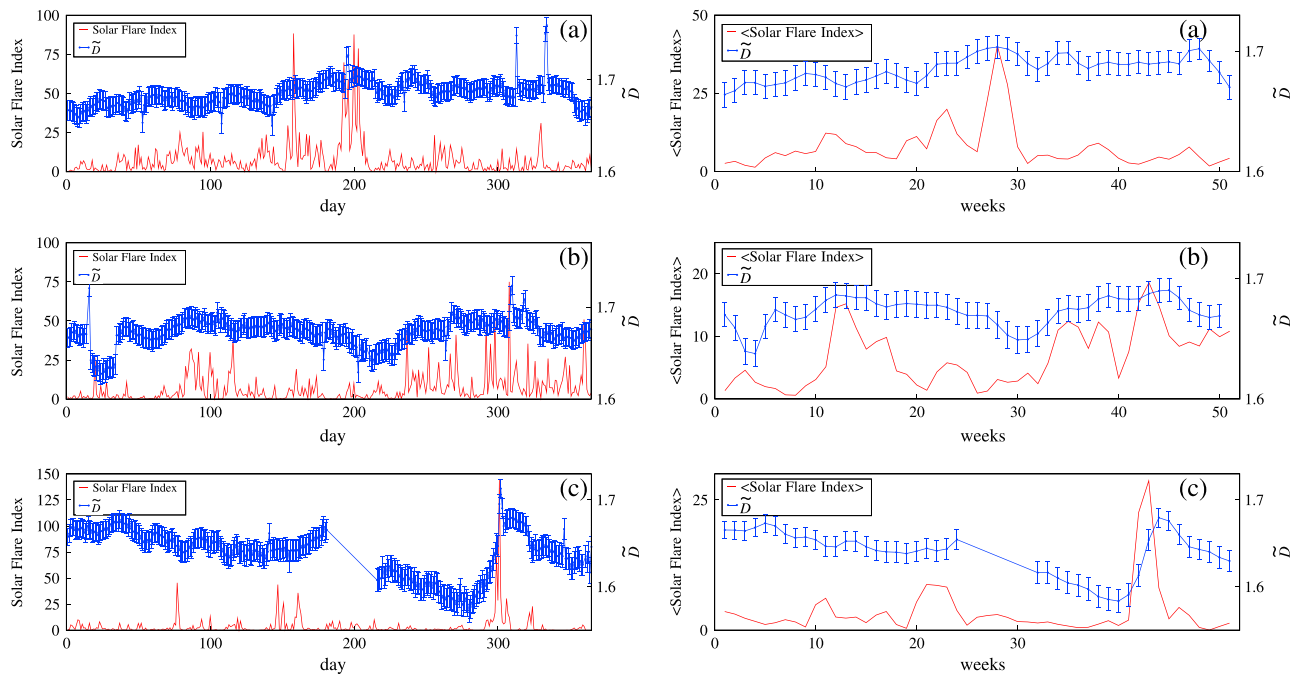 Solar Flare Index
D̃
(a)
100
75
50
25
0
Solar Flare Index
1.7
1.6
D̃
0 100 200 300
day
<Solar Flare Index>
D̃
(a)
50
25
0
<Solar Flare Index>
1.7
1.6
D̃
0 10 20 30 40 50
weeks
Solar Flare Index
D̃
(b)
100
75
50
25
0
Solar Flare Index
1.7
1.6
D̃
0 100 200 300
day
<Solar Flare Index>
D̃
(b)
20
10
0
<Solar Flare Index>
1.7
1.6
D̃
0 10 20 30 40 50
weeks
Solar Flare Index
D̃
(c)
150
125
100
75
50
25
0
Solar Flare Index
1.7
1.6
D̃
0 100 200 300
day
<Solar Flare Index>
D̃
(c)
25
0
<Solar Flare Index>
1.7
1.6
D̃
0 10 20 30 40 50
weeks